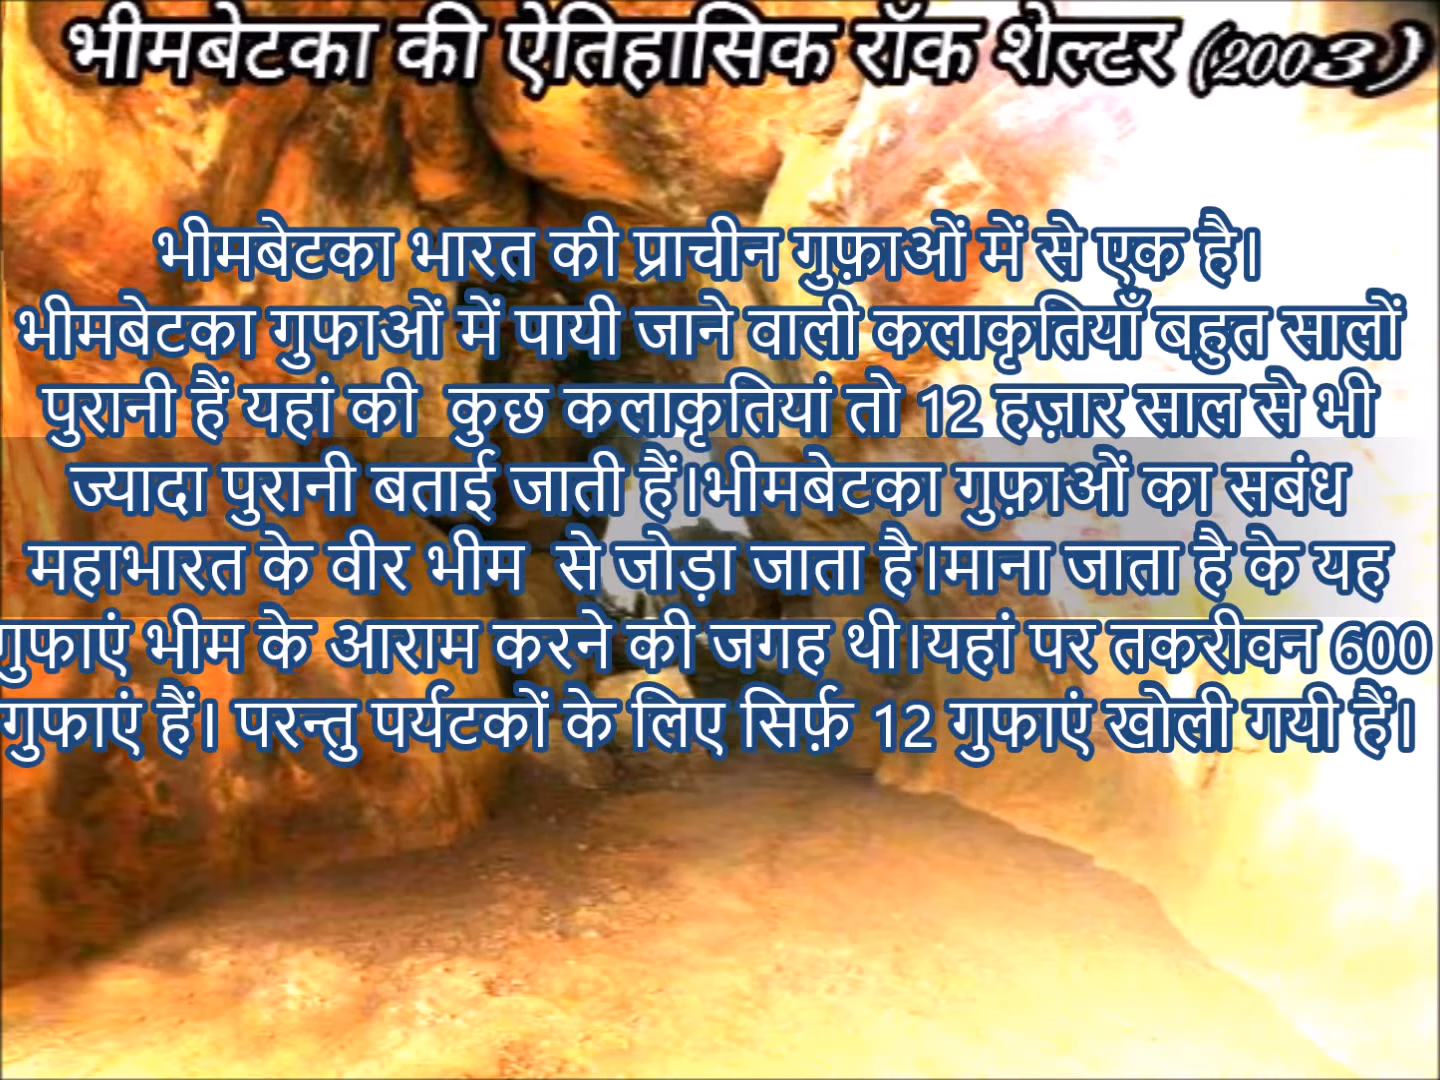 भीमबेटका की ऐतिहासिक रॉक शेल्टर (2003)
भीमबेटका भारत की प्राचीन गुफ़ाओं में से एक है।
भीमबेटका गुफाओं में पायी जाने वाली कलाकृतियाँ बहुत सालों
पुरानी हैं यहां की कुछ कलाकृतियां तो 12 हज़ार साल से भी
ज्यादा पुरानी बताई जाती हैं।भीमबेटका गुफ़ाओं का सबंध
महाभारत के वीर भीम से जोड़ा जाता है।माना जाता है के यह
गुफाएं भीम के आराम करने की जगह थी।यहां पर तकरीवन 600
गुफाएं हैं। परन्तु पर्यटकों के लिए सिर्फ़ 12 गुफाएं खोली गयी हैं।